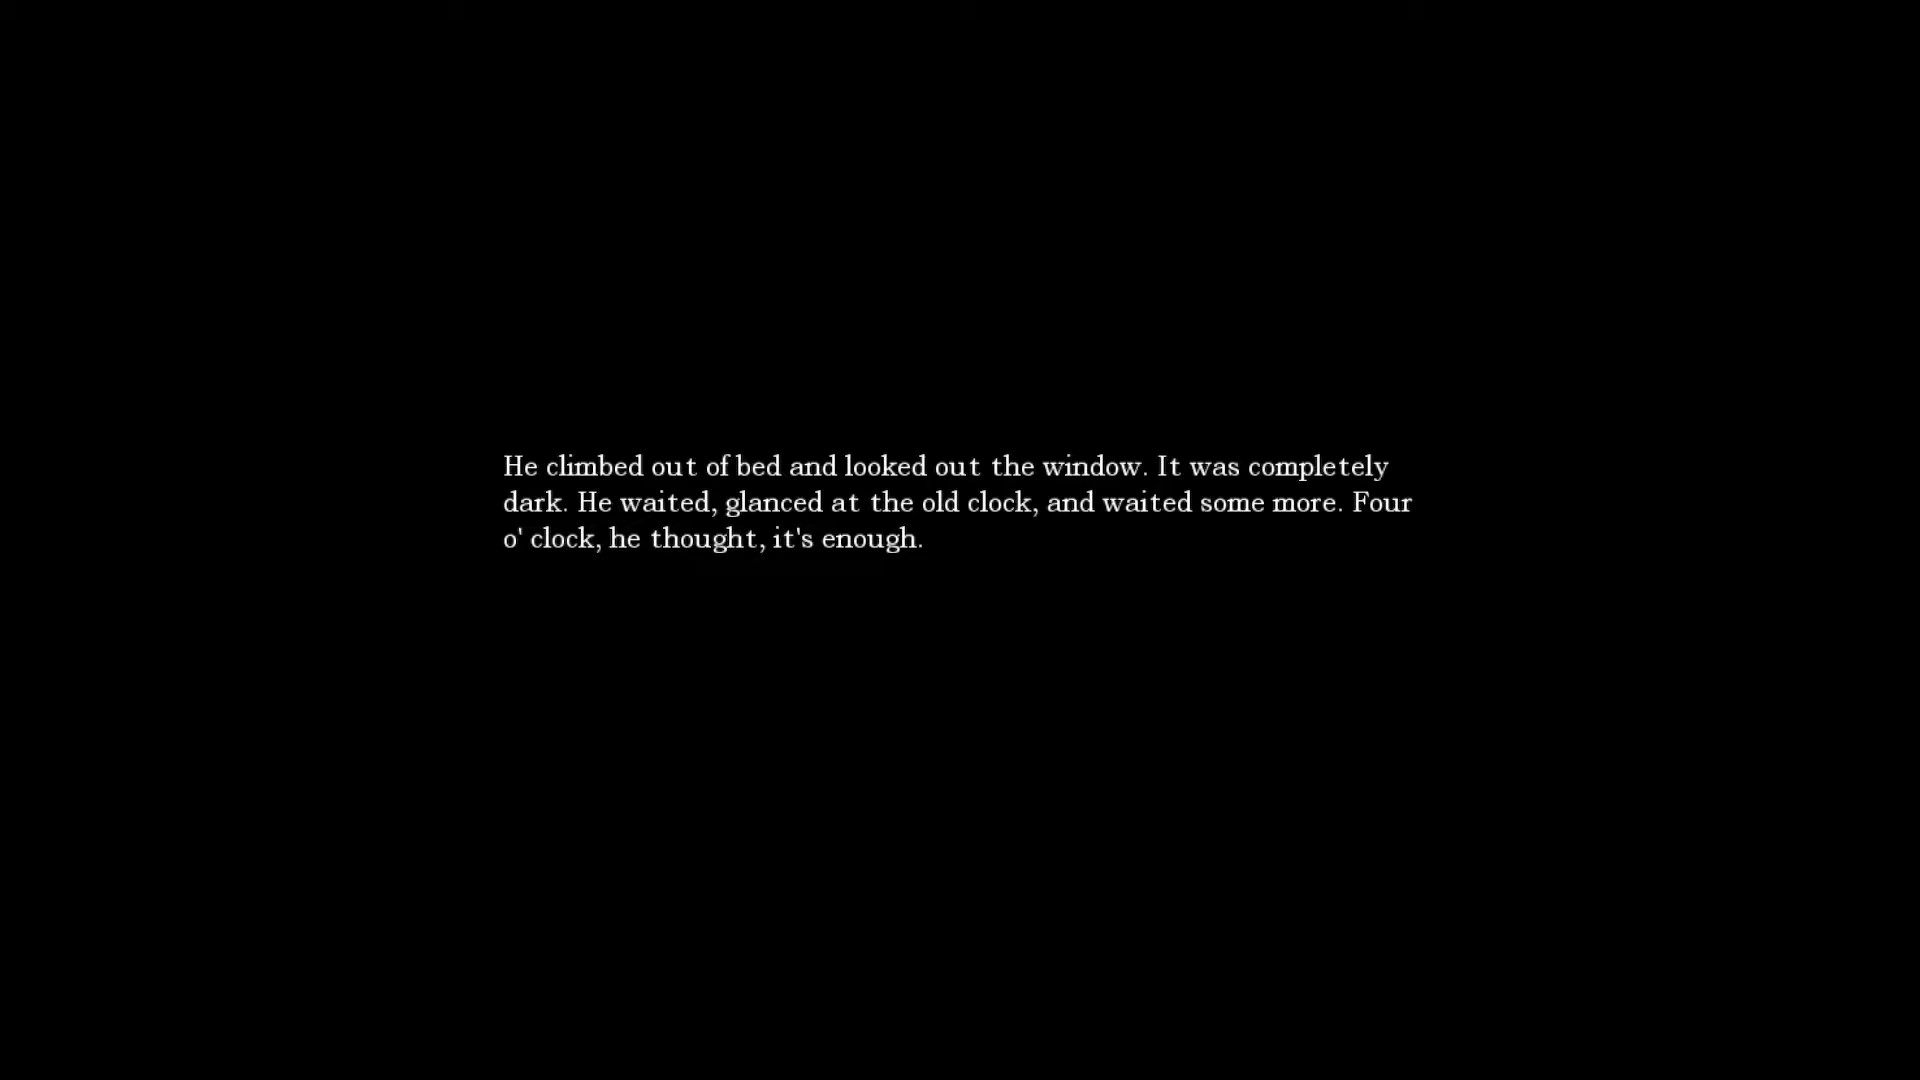 He climbed out of bed and looked out the window. It was completely
dark. He waited, glanced at the old clock, and waited some more. Four
o' clock, he thought, it's enough.